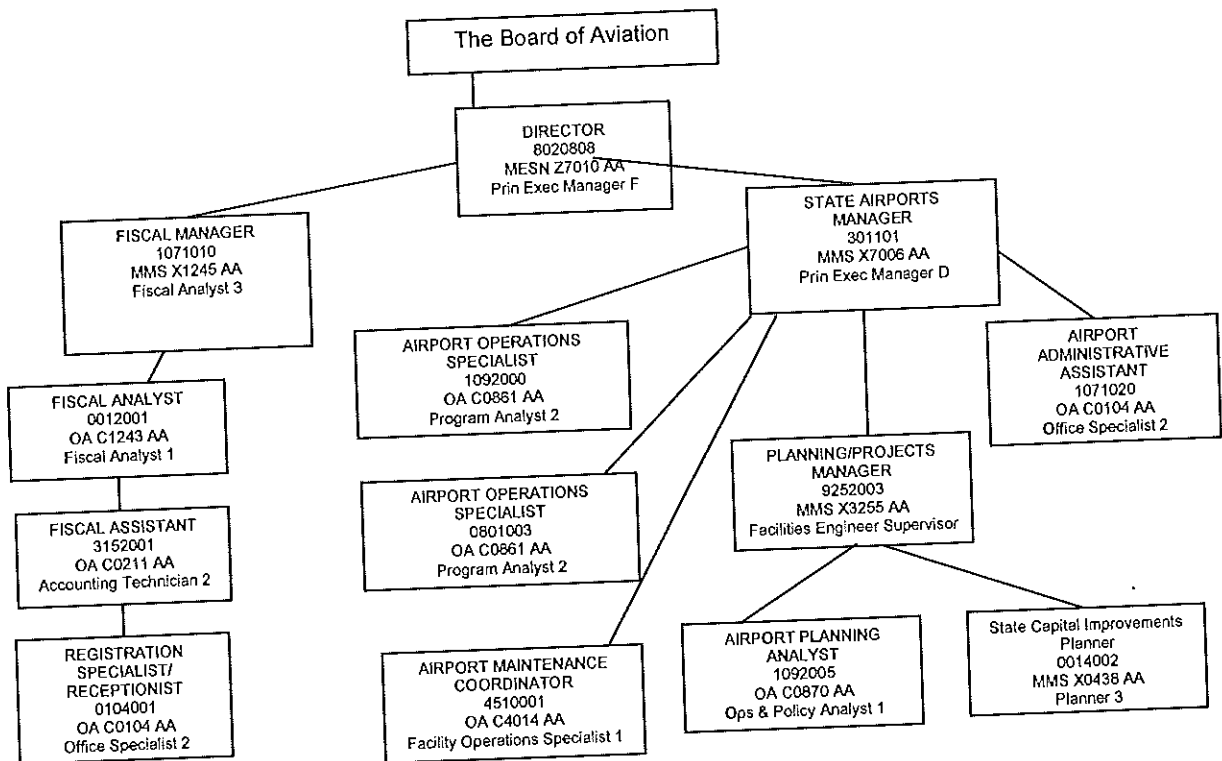 The Board of Aviation
DIRECTOR
8020808
MESN Z7010 AA
Prin Exec Manager F
FISCAL MANAGER
1071010
MMS X1245 AA
Fiscal Analyst 3
STATE AIRPORTS
MANAGER
301101
MMS X7006 AA
Prin Exec Manager D
AIRPORT OPERATIONS
SPECIALIST
1092000
OA C0861 AA
Program Analyst 2
AIRPORT
ADMINISTRATIVE
ASSISTANT
1071020
OA C0104 AA
Office Specialist 2
FISCAL ANALYST
0012001
OA C1243 AA
Fiscal Analyst 1
AIRPORT OPERATIONS
SPECIALIST
0801003
OA C0861 AA
Program Analyst 2
PLANNING/PROJECTS
MANAGER
9252003
MMS X3255 AA
Facilities Engineer Supervisor
FISCAL ASSISTANT
3152001
OA C0211 AA
Accounting Technician 2
REGISTRATION
SPECIALIST/
RECEPTIONIST
0104001
OA C0104 AA
Office Specialist 2
AIRPORT MAINTENANCE
COORDINATOR
4510001
OA C4014 AA
Facility Operations Specialist 1
AIRPORT PLANNING
ANALYST
1092005
OA C0870 AA
Ops & Policy Analyst 1
State Capital Improvements
Planner
0014002
MMS X0438 AA
Planner 3